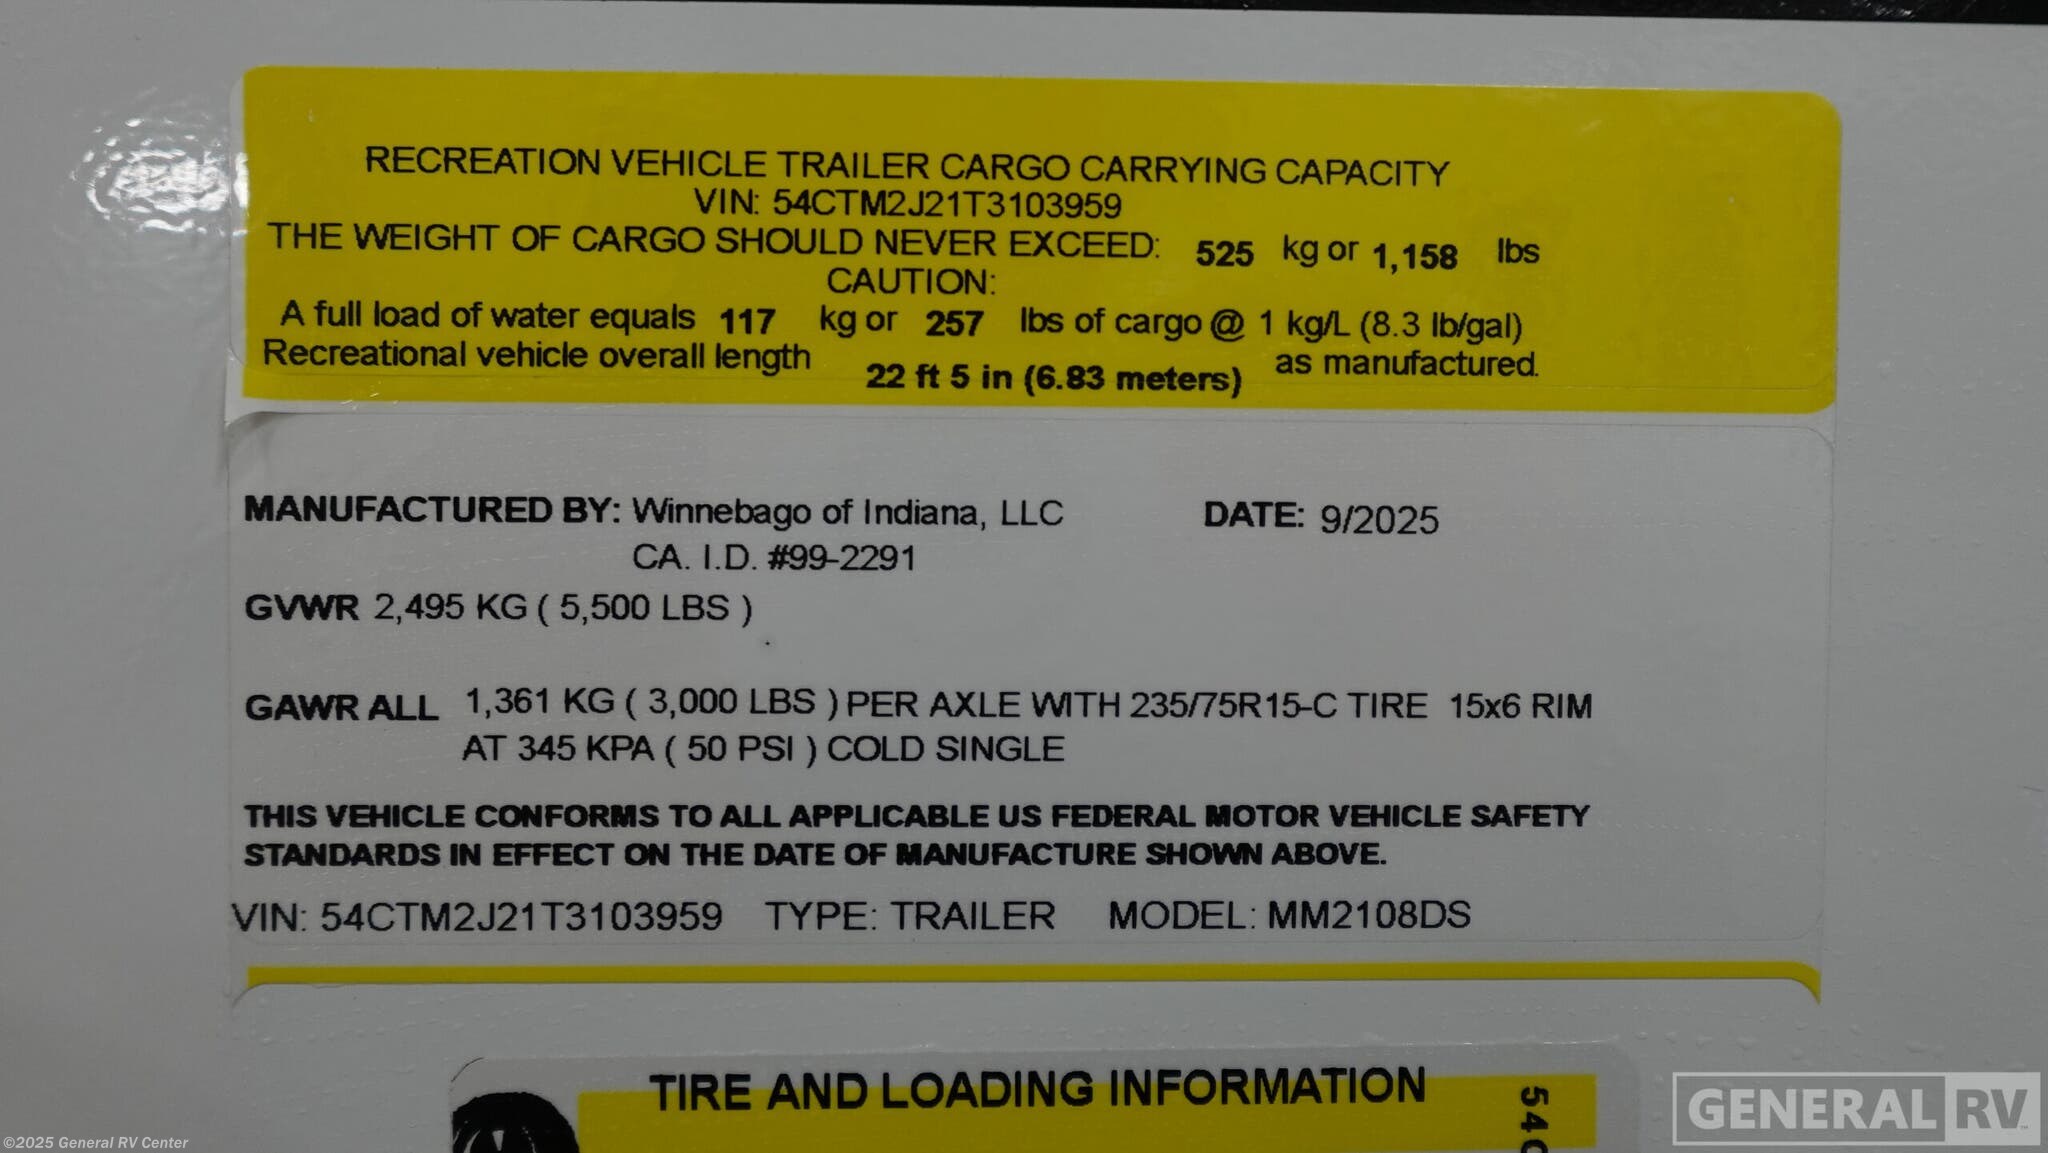 RECREATION VEHICLE TRAILER CARGO CARRYING CAPACITY
VIN: 54CTM2J21T3103959
THE WEIGHT OF CARGO SHOULD NEVER EXCEED: 525 kg or 1,158 lbs
CAUTION:
A full load of water equals 117 kg or 257 lbs of cargo @ 1 kg/L (8.3 lb/gal)
Recreational vehicle overall length 22 ft 5 in (6.83 meters) as manufactured.
MANUFACTURED BY: Winnebago of Indiana, LLC DATE: 9/2025
CA. I.D. #99-2291
GVWR 2,495 KG ( 5,500 LBS )
GAWR ALL 1,361 KG ( 3,000 LBS ) PER AXLE WITH 235/75R15-C TIRE 15x6 RIM
AT 345 KPA ( 50 PSI ) COLD SINGLE
THIS VEHICLE CONFORMS TO ALL APPLICABLE US FEDERAL MOTOR VEHICLE SAFETY
STANDARDS IN EFFECT ON THE DATE OF MANUFACTURE SHOWN ABOVE.
VIN: 54CTM2J21T3103959 TYPE: TRAILER MODEL: MM2108DS
TIRE AND LOADING INFORMATION
54C
GENERAL RV
©2025 General RV Center